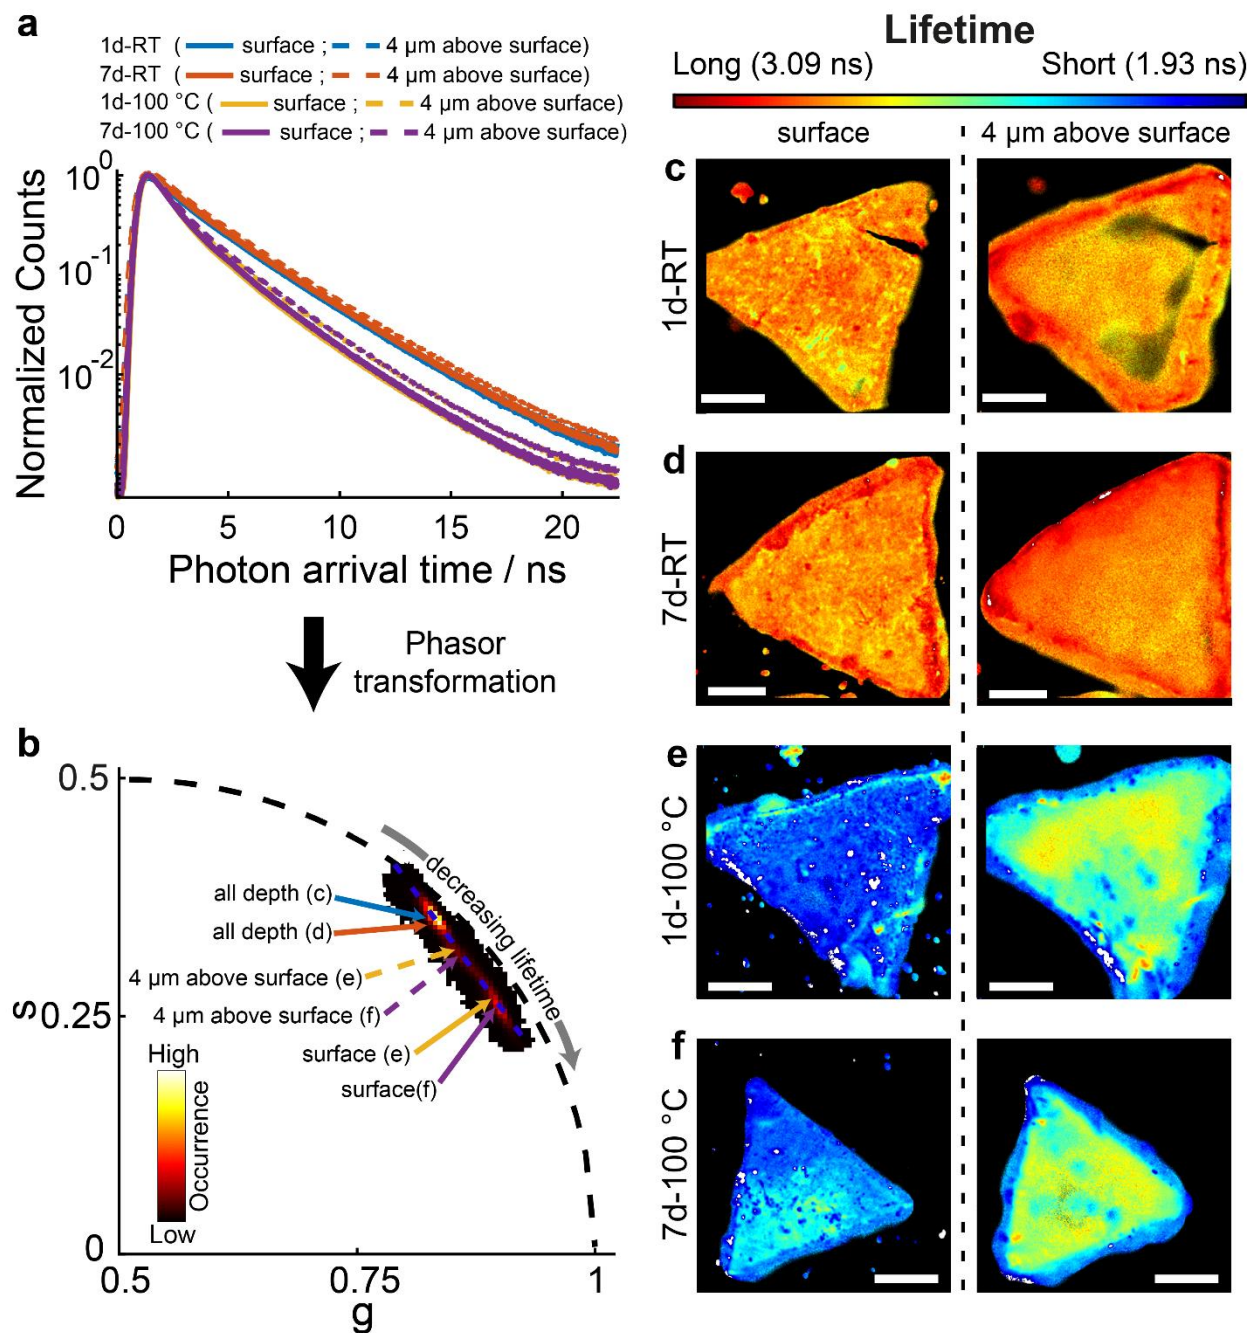 a
1d-RT ( surface ; 4 µm above surface)
7d-RT ( surface ; 4 µm above surface)
1d-100 °C ( surface ; 4 µm above surface)
7d-100 °C ( surface ; 4 µm above surface)
10^0
10^-1
10^-2
Normalized Counts
0 5 10 15 20
Photon arrival time / ns
Phasor
transformation
b
0.5
0.25
0
s
0.5 0.75 1
g
decreasing lifetime
all depth (c)
all depth (d)
4 µm above surface (e)
4 µm above surface (f)
surface (e)
surface(f)
High
Occurrence
Low
Lifetime
Long (3.09 ns) Short (1.93 ns)
surface 4 µm above surface
c
1d-RT
d
7d-RT
e
1d-100 °C
f
7d-100 °C